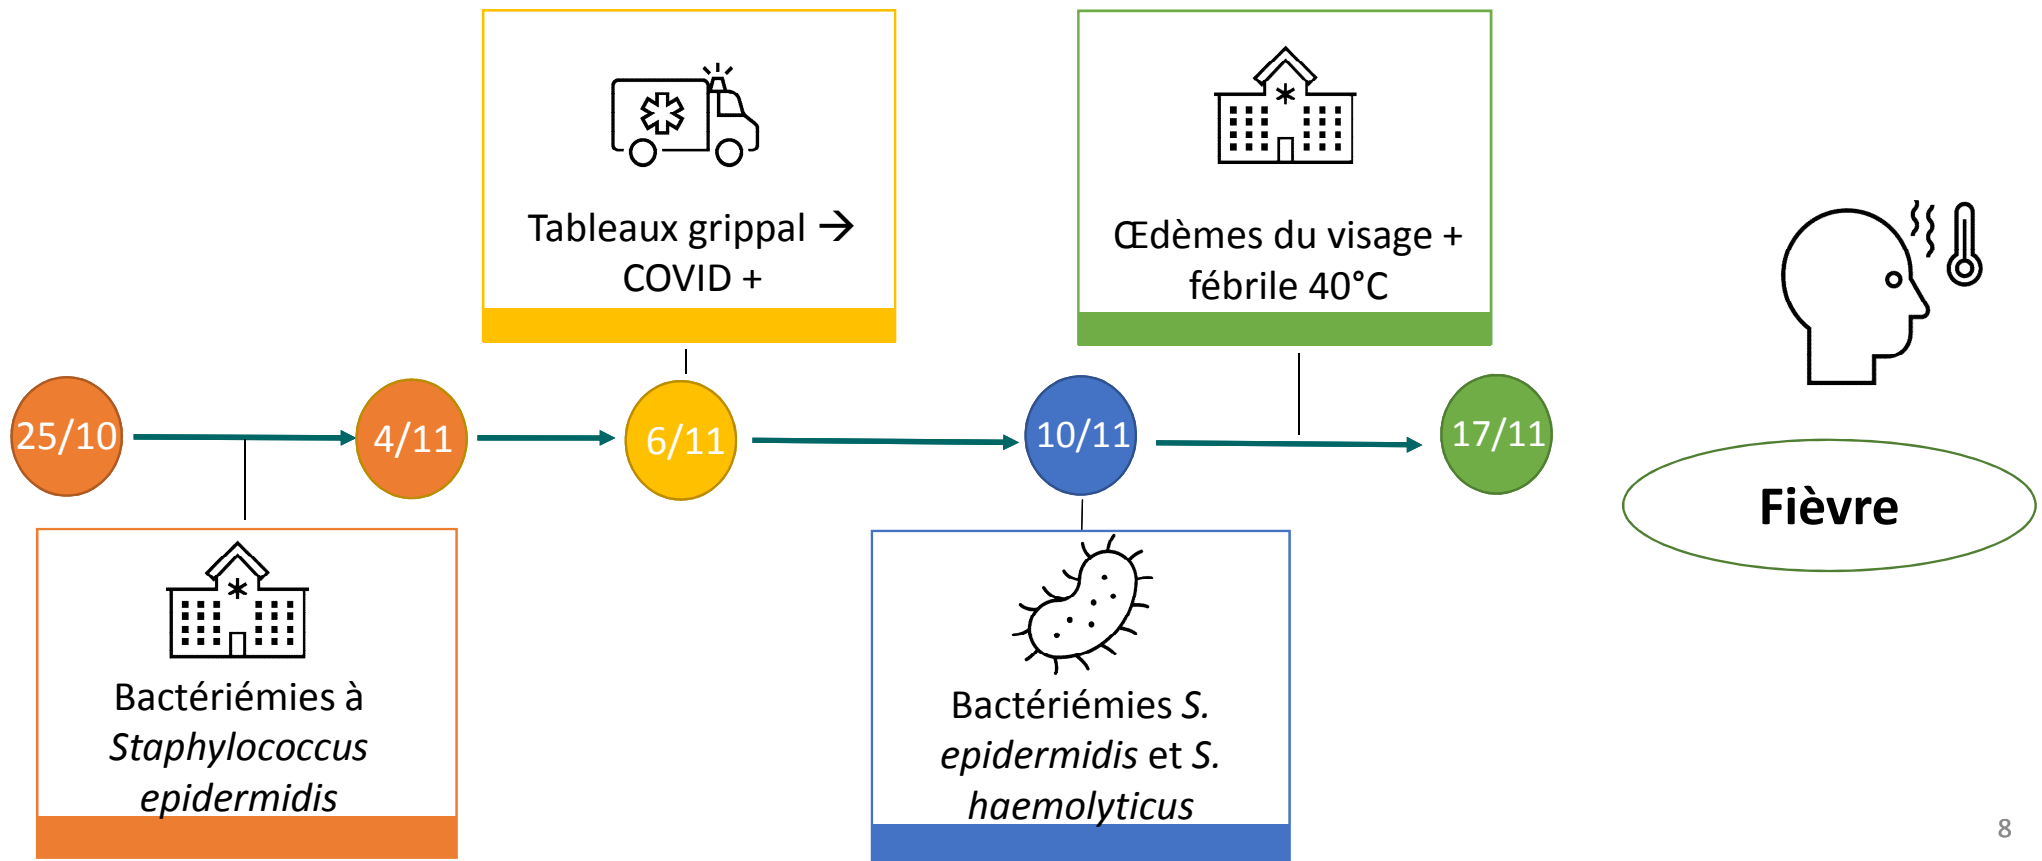 Tableaux grippal →
COVID +
Œdèmes du visage +
fébrile 40°C
25/10
4/11
6/11
10/11
17/11
Fièvre
Bactériémies à
Staphylococcus
epidermidis
Bactériémies S.
epidermidis et S.
haemolyticus
8